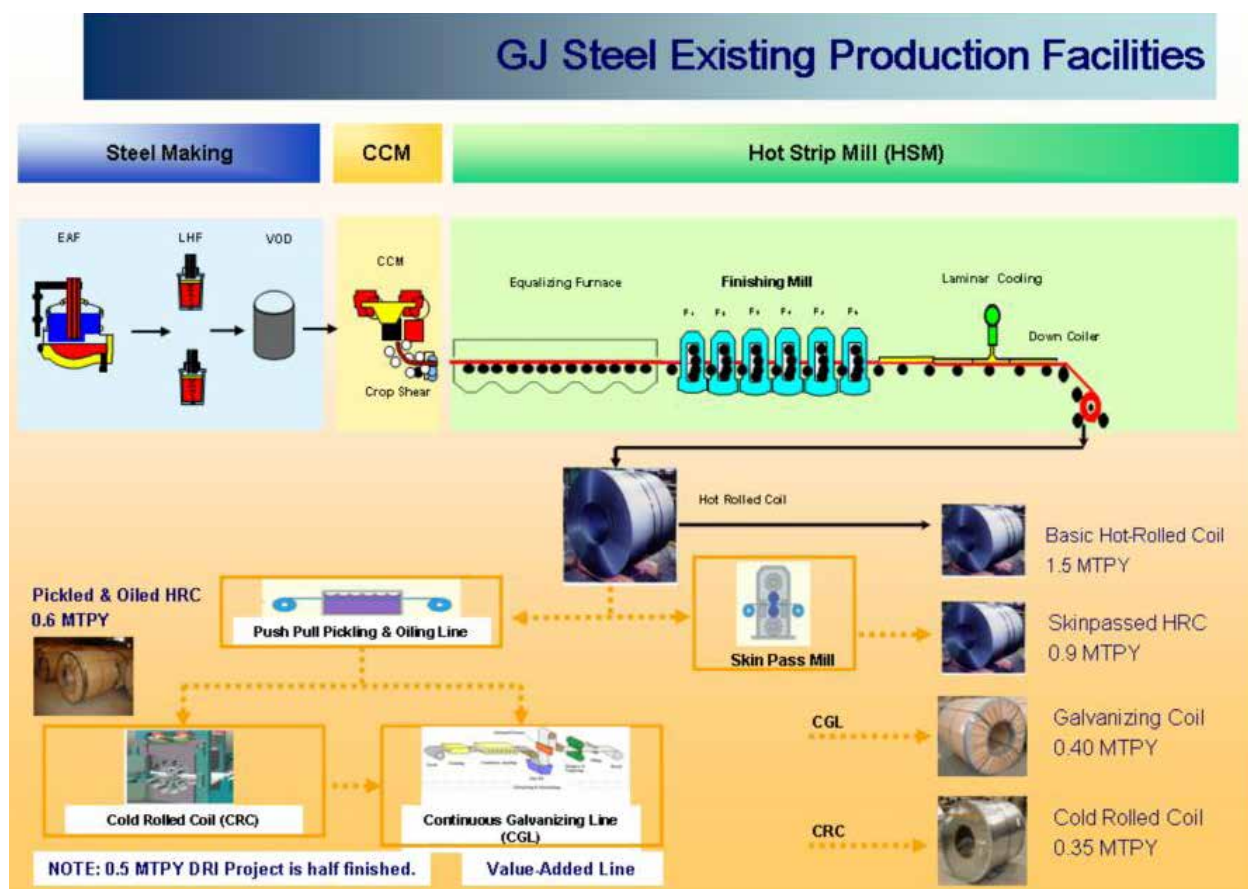 GJ Steel Existing Production Facilities
Steel Making
CCM
Hot Strip Mill (HSM)
EAF
LHF
VOD
CCM
Crop Shear
Equalizing Furnace
Finishing Mill
Laminar Cooling
Down Coiler
Hot Rolled Coil
Basic Hot-Rolled Coil
1.5 MTPY
Pickled & Oiled HRC
0.6 MTPY
Push Pull Pickling & Oiling Line
Skin Pass Mill
Skinpassed HRC
0.9 MTPY
CGL
Galvanizing Coil
0.40 MTPY
Cold Rolled Coil (CRC)
Continuous Galvanizing Line
(CGL)
CRC
Cold Rolled Coil
0.35 MTPY
NOTE: 0.5 MTPY DRI Project is half finished.
Value-Added Line